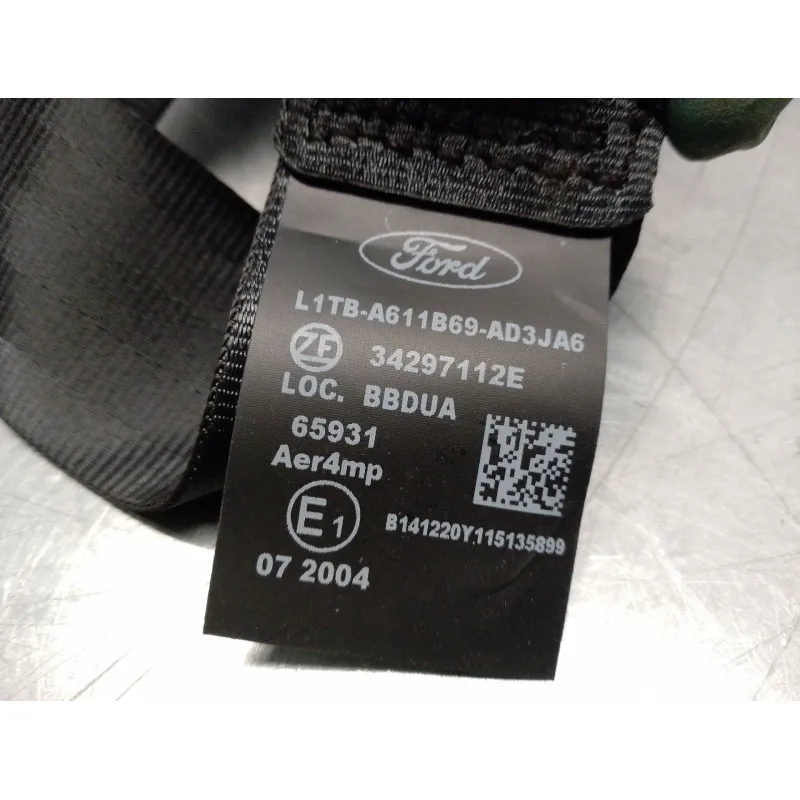 Ford
L1TB-A611B69-AD3JA6
ZF 34297112E
LOC. BBDUA
65931
Aer4mp
E1
B141220Y115135899
07 2004